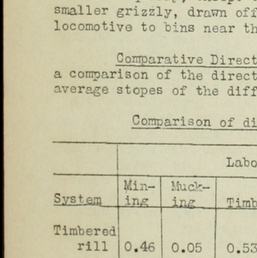 smaller grizzly, drawn off
locomotive to bins near th
Comparative Direct
a comparison of the direct
average stopes of the diff
Comparison of di
Labo
Min- Muck-
System ing ing Timb
Timbered
rill 0.46 0.05 0.53